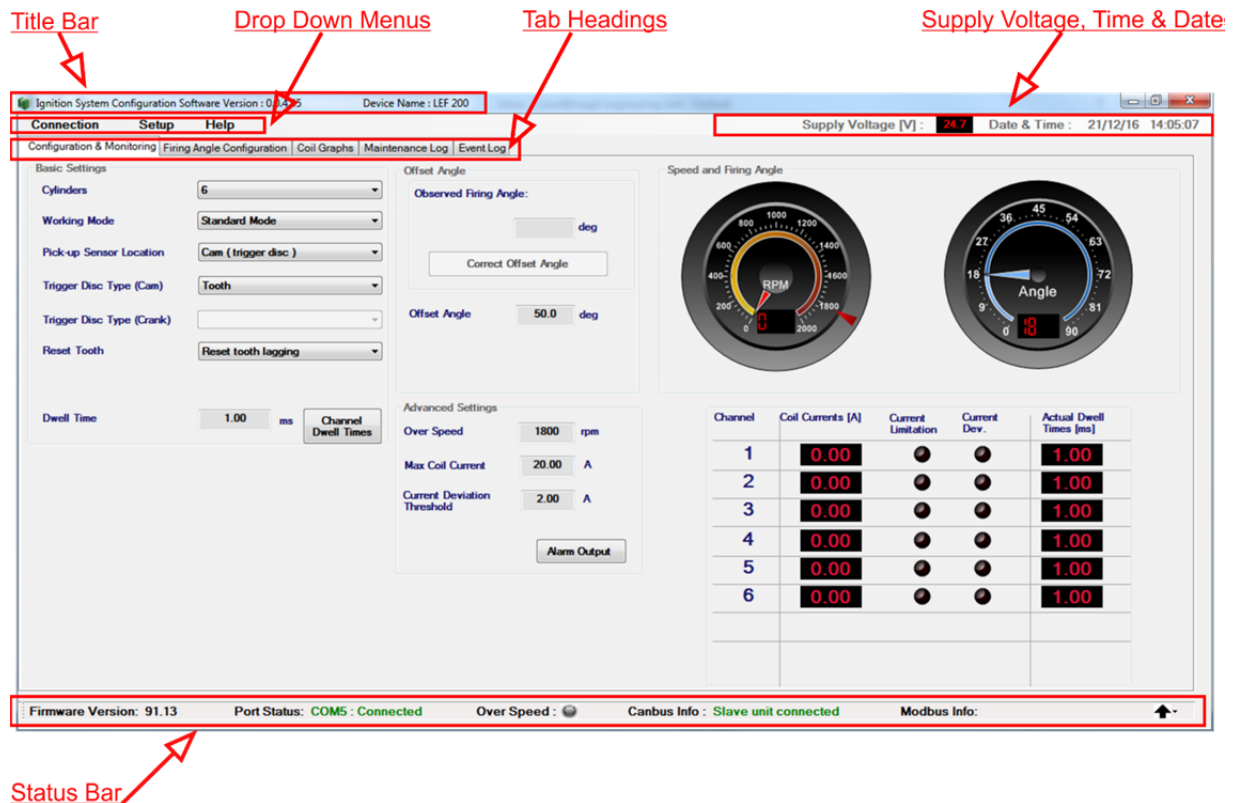 Title Bar
Drop Down Menus
Tab Headings
Supply Voltage, Time & Date
Ignition System Configuration Software Version : Device Name : LEF 200
Connection Setup Help
Supply Voltage [V] : 24.7 Date & Time : 21/12/16 14:05:07
Configuration & Monitoring Firing Angle Configuration Coil Graphs Maintenance Log Event Log
Basic Settings
Cylinders 6
Working Mode Standard Mode
Pick-up Sensor Location Cam ( trigger disc )
Trigger Disc Type (Cam) Tooth
Trigger Disc Type (Crank)
Reset Tooth Reset tooth lagging
Dwell Time 1.00 ms
Channel
Dwell Times
Offset Angle
Observed Firing Angle:
deg
Correct Offset Angle
Offset Angle 50.0 deg
Advanced Settings
Over Speed 1800 rpm
Max Coil Current 20.00 A
Current Deviation
Threshold
2.00 A
Alarm Output
Speed and Firing Angle
0 200 400 600 800 1000 1200 1400 1600 1800 2000
RPM
0
0 9 18 27 36 45 54 63 72 81 90
Angle
18
Channel Coil Currents [A] Current
Limitation
Current
Dev.
Actual Dwell
Times [ms]
1 0.00 1.00
2 0.00 1.00
3 0.00 1.00
4 0.00 1.00
5 0.00 1.00
6 0.00 1.00
Firmware Version: 91.13 Port Status: COM5 : Connected Over Speed : Canbus Info : Slave unit connected Modbus Info:
Status Bar